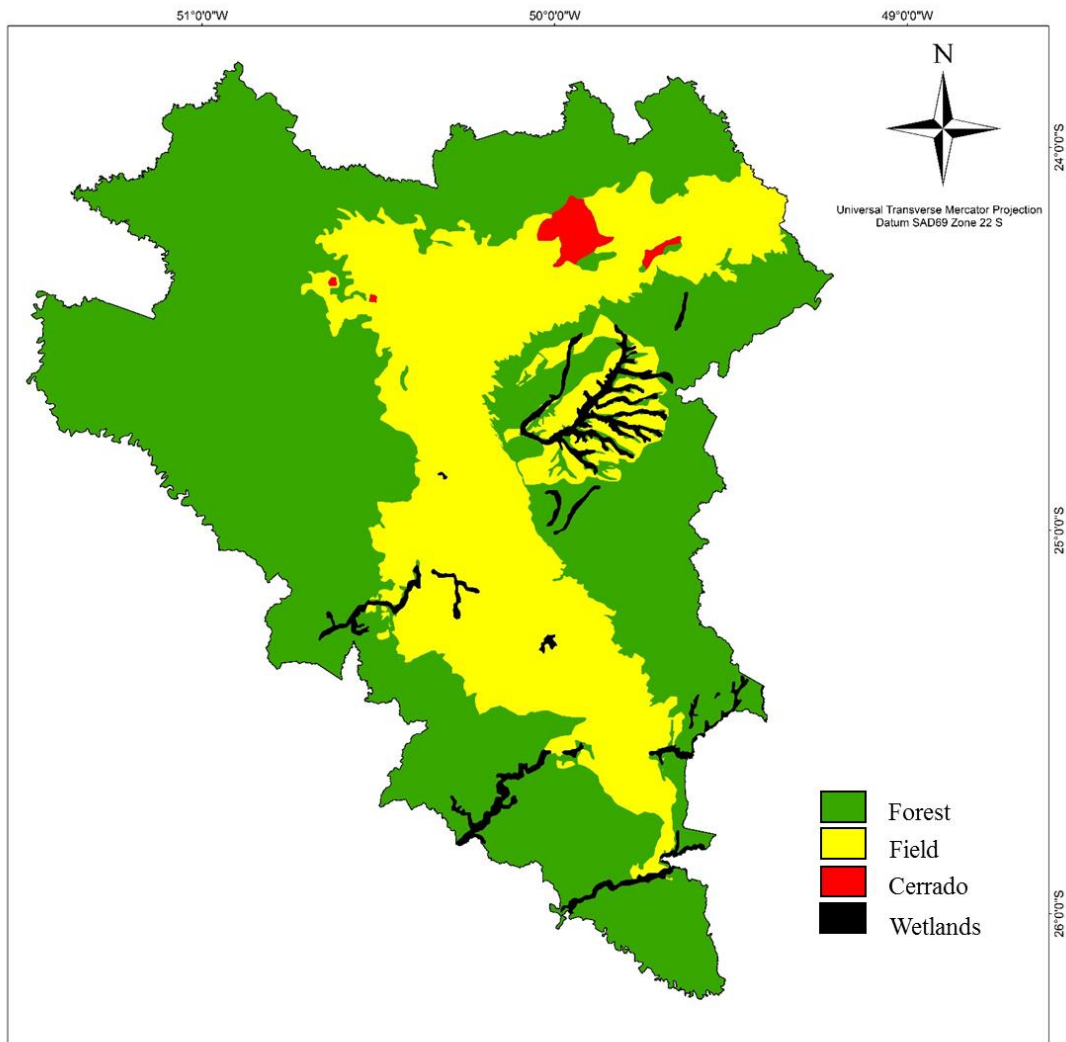 51°0'0"W
50°0'0"W
49°0'0"W
N
24°0'0"S
Universal Transverse Mercator Projection
Datum SAD69 Zone 22 S
25°0'0"S
Forest
Field
Cerrado
Wetlands
26°0'0"S